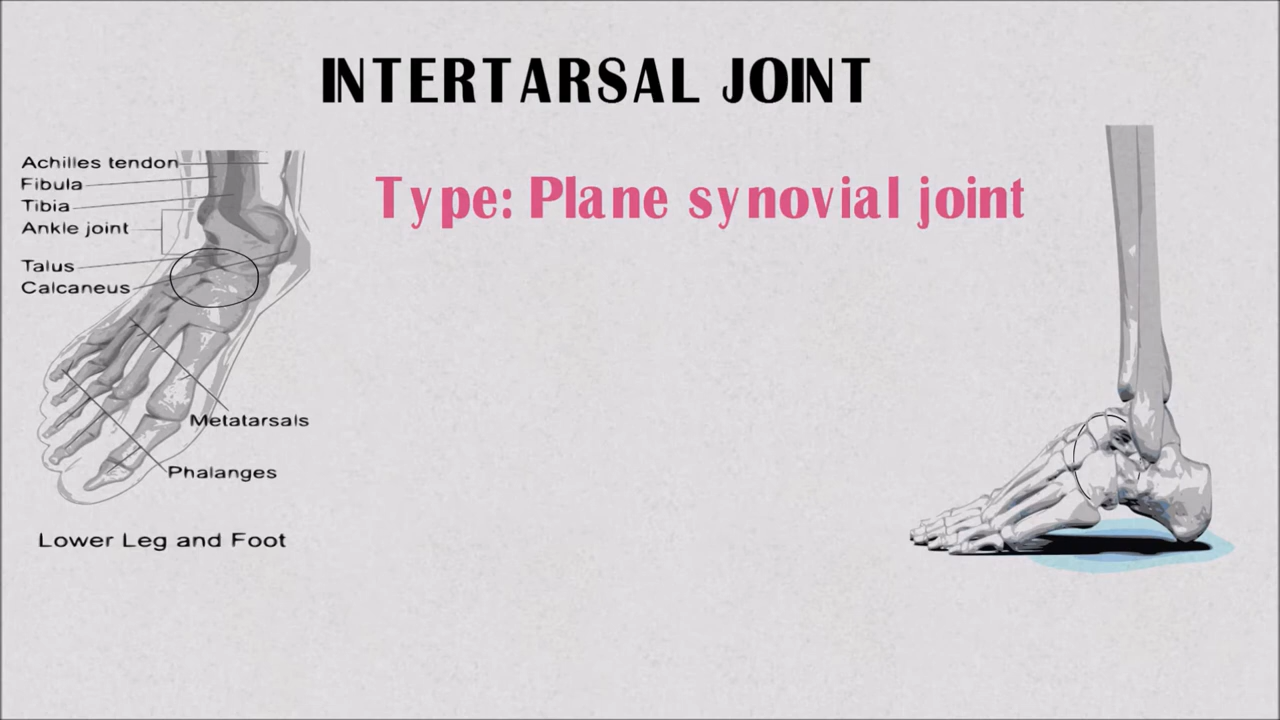 INTERTARSAL JOINT
Type: Plane synovial joint
Achilles tendon
Fibula
Tibia
Ankle joint
Talus
Calcaneus
Metatarsals
Phalanges
Lower Leg and Foot